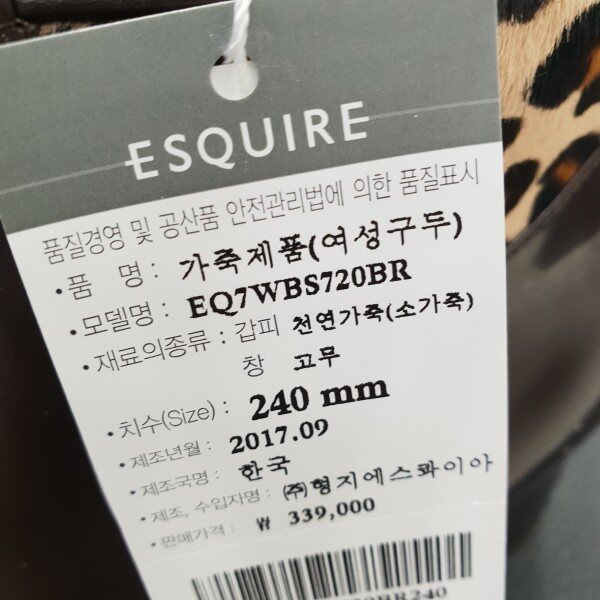 ESQUIRE
품질경영 및 공산품 안전관리법에 의한 품질표시
• 품 명 : 가죽제품(여성구두)
• 모델명 : EQ7WBS720BR
• 재료의종류 : 갑피 천연가죽(소가죽)
창 고무
• 치수(Size) : 240 mm
• 제조년월 : 2017.09
• 제조국명 : 한국
• 제조, 수입자명 : ㈜형지에스콰이아
• 판매가격 : ₩ 339,000